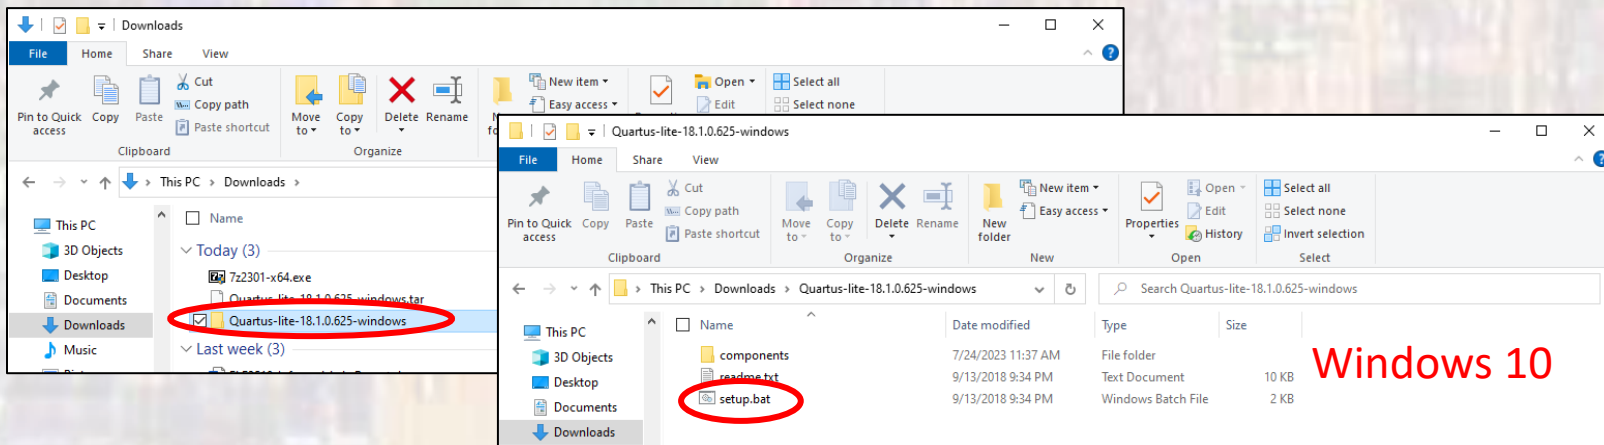 Downloads
File Home Share View
Pin to Quick access
Copy
Paste
Cut
Copy path
Paste shortcut
Move to
Copy to
Delete
Rename
New item
Easy access
Open
Edit
Select all
Select none
Clipboard
Organize
This PC > Downloads >
This PC
3D Objects
Desktop
Documents
Downloads
Music
Name
Today (3)
7z2301-x64.exe
Quartus-lite-18.1.0.625-windows.tar
Quartus-lite-18.1.0.625-windows
Last week (3)
Quartus-lite-18.1.0.625-windows
File Home Share View
Pin to Quick access
Copy
Paste
Cut
Copy path
Paste shortcut
Move to
Copy to
Delete
Rename
New folder
New item
Easy access
Properties
Open
Edit
History
Select all
Select none
Invert selection
Clipboard
Organize
New
Open
Select
This PC > Downloads > Quartus-lite-18.1.0.625-windows
Search Quartus-lite-18.1.0.625-windows
This PC
3D Objects
Desktop
Documents
Downloads
Name Date modified Type Size
components 7/24/2023 11:37 AM File folder
readme.txt 9/13/2018 9:34 PM Text Document 10 KB
setup.bat 9/13/2018 9:34 PM Windows Batch File 2 KB
Windows 10